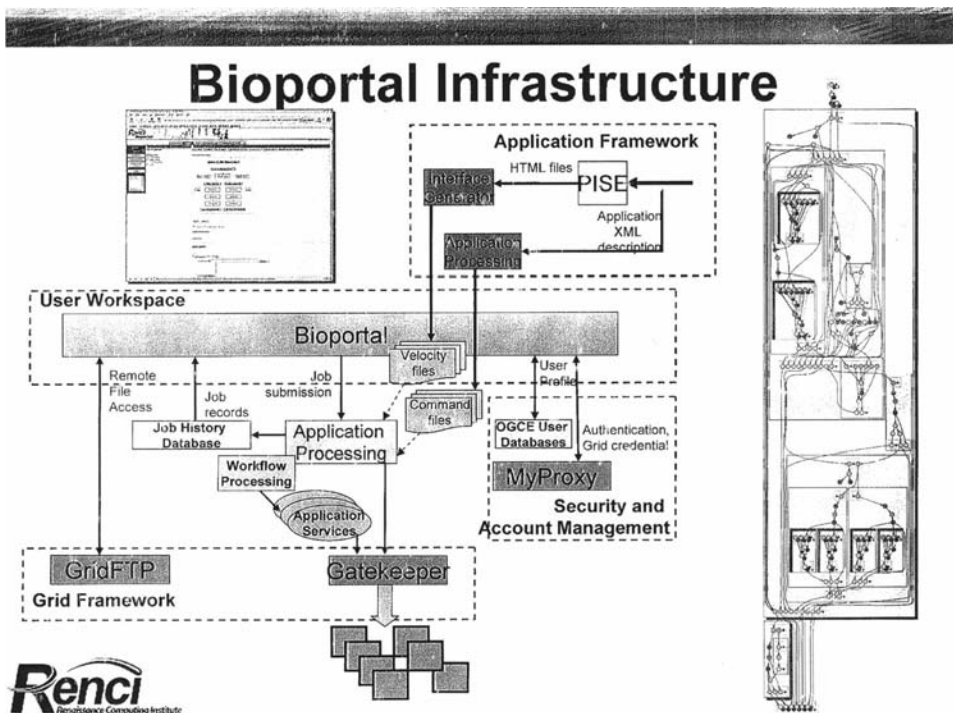 Bioportal Infrastructure
Application Framework
HTML files
Interface
Generator
PISE
Application
XML
description
Application
Processing
User Workspace
Bioportal
Velocity
files
Remote
File
Access
Job
records
Job
submission
User
Profile
Command
files
Job History
Database
Application
Processing
OGCE User
Databases
Authentication,
Grid credential
Workflow
Processing
MyProxy
Application
Services
Security and
Account Management
GridFTP
Gatekeeper
Grid Framework
Renci
Renaissance Computing Institute